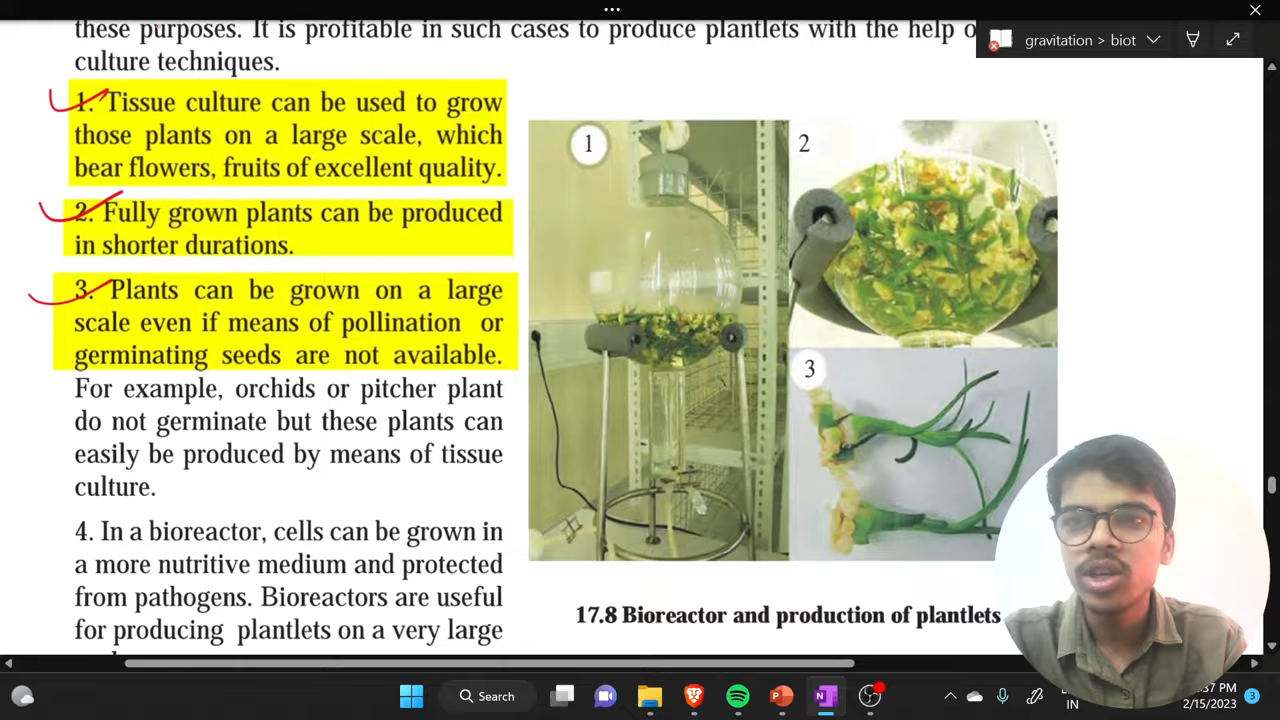 these purposes. It is profitable in such cases to produce plantlets with the help o
culture techniques.
gravitation > biot
1. Tissue culture can be used to grow
those plants on a large scale, which
bear flowers, fruits of excellent quality.
2. Fully grown plants can be produced
in shorter durations.
3. Plants can be grown on a large
scale even if means of pollination or
germinating seeds are not available.
For example, orchids or pitcher plant
do not germinate but these plants can
easily be produced by means of tissue
culture.
4. In a bioreactor, cells can be grown in
a more nutritive medium and protected
from pathogens. Bioreactors are useful
for producing plantlets on a very large
1
2
3
17.8 Bioreactor and production of plantlets
Search
IN
:37 PM
2/15/2023
3